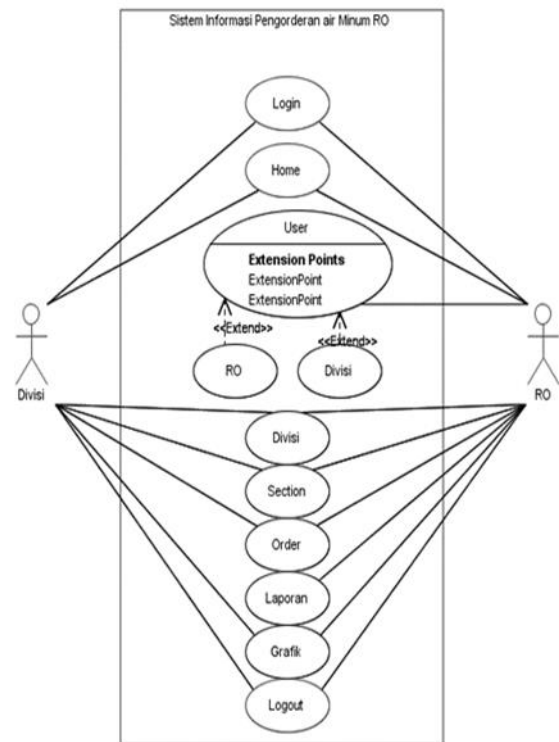 Sistem Informasi Pengorderan air Minum RO
Login
Home
User
Extension Points
ExtensionPoint
ExtensionPoint
<<Extend>>
<<Extend>>
RO
Divisi
Divisi
RO
Divisi
Section
Order
Laporan
Grafik
Logout